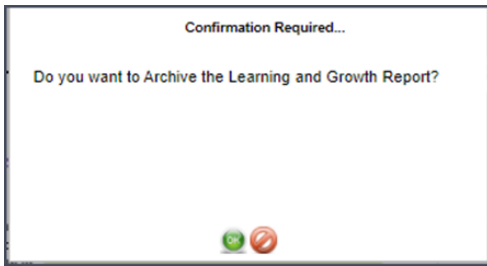 Confirmation Required...
Do you want to Archive the Learning and Growth Report?
OK